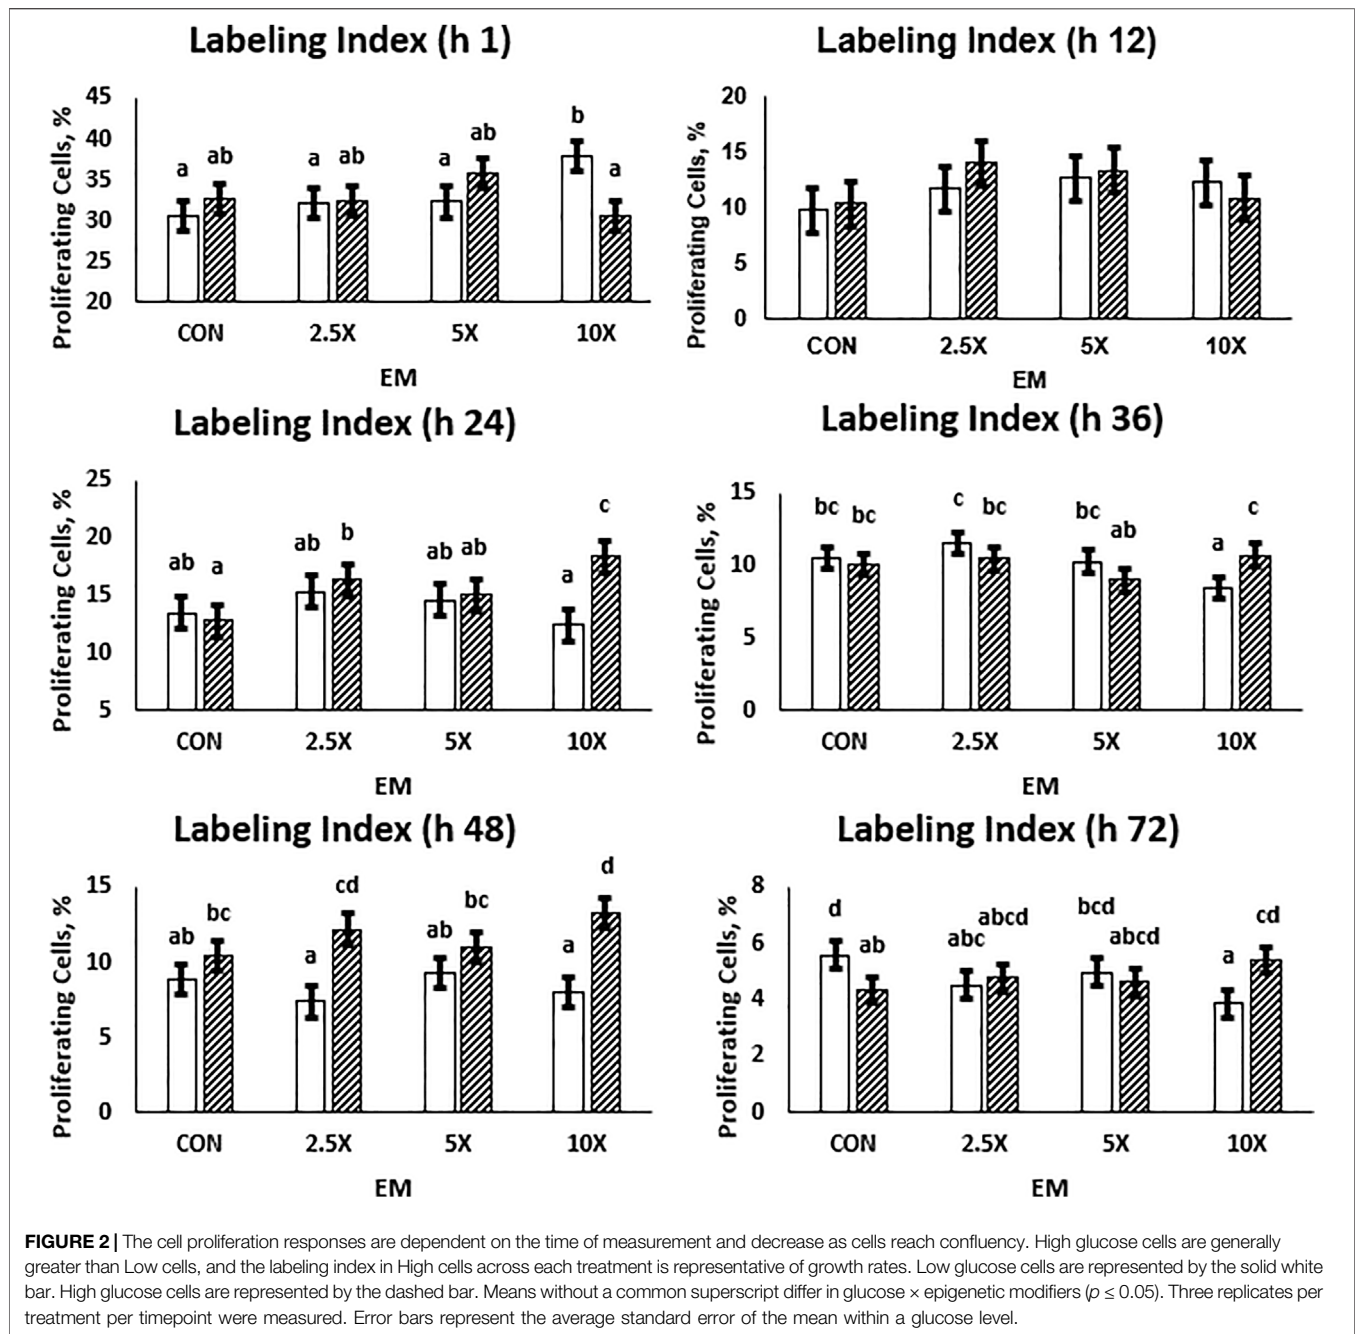 Labeling Index (h 1)
Proliferating Cells, %
45
40
35
30
25
20
a
ab
a
ab
a
ab
b
a
CON
2.5X
5X
10X
EM
Labeling Index (h 12)
Proliferating Cells, %
20
15
10
5
0
CON
2.5X
5X
10X
EM
Labeling Index (h 24)
Proliferating Cells, %
25
20
15
10
5
ab
a
ab
b
ab
ab
a
c
CON
2.5X
5X
10X
EM
Labeling Index (h 36)
Proliferating Cells, %
15
10
5
0
bc
bc
c
bc
bc
ab
a
c
CON
2.5X
5X
10X
EM
Labeling Index (h 48)
Proliferating Cells, %
15
10
5
0
ab
bc
a
cd
ab
bc
a
d
CON
2.5X
5X
10X
EM
Labeling Index (h 72)
Proliferating Cells, %
8
6
4
2
0
d
ab
abc
abcd
bcd
abcd
a
cd
CON
2.5X
5X
10X
EM
FIGURE 2 | The cell proliferation responses are dependent on the time of measurement and decrease as cells reach confluency. High glucose cells are generally
greater than Low cells, and the labeling index in High cells across each treatment is representative of growth rates. Low glucose cells are represented by the solid white
bar. High glucose cells are represented by the dashed bar. Means without a common superscript differ in glucose × epigenetic modifiers (p ≤ 0.05). Three replicates per
treatment per timepoint were measured. Error bars represent the average standard error of the mean within a glucose level.